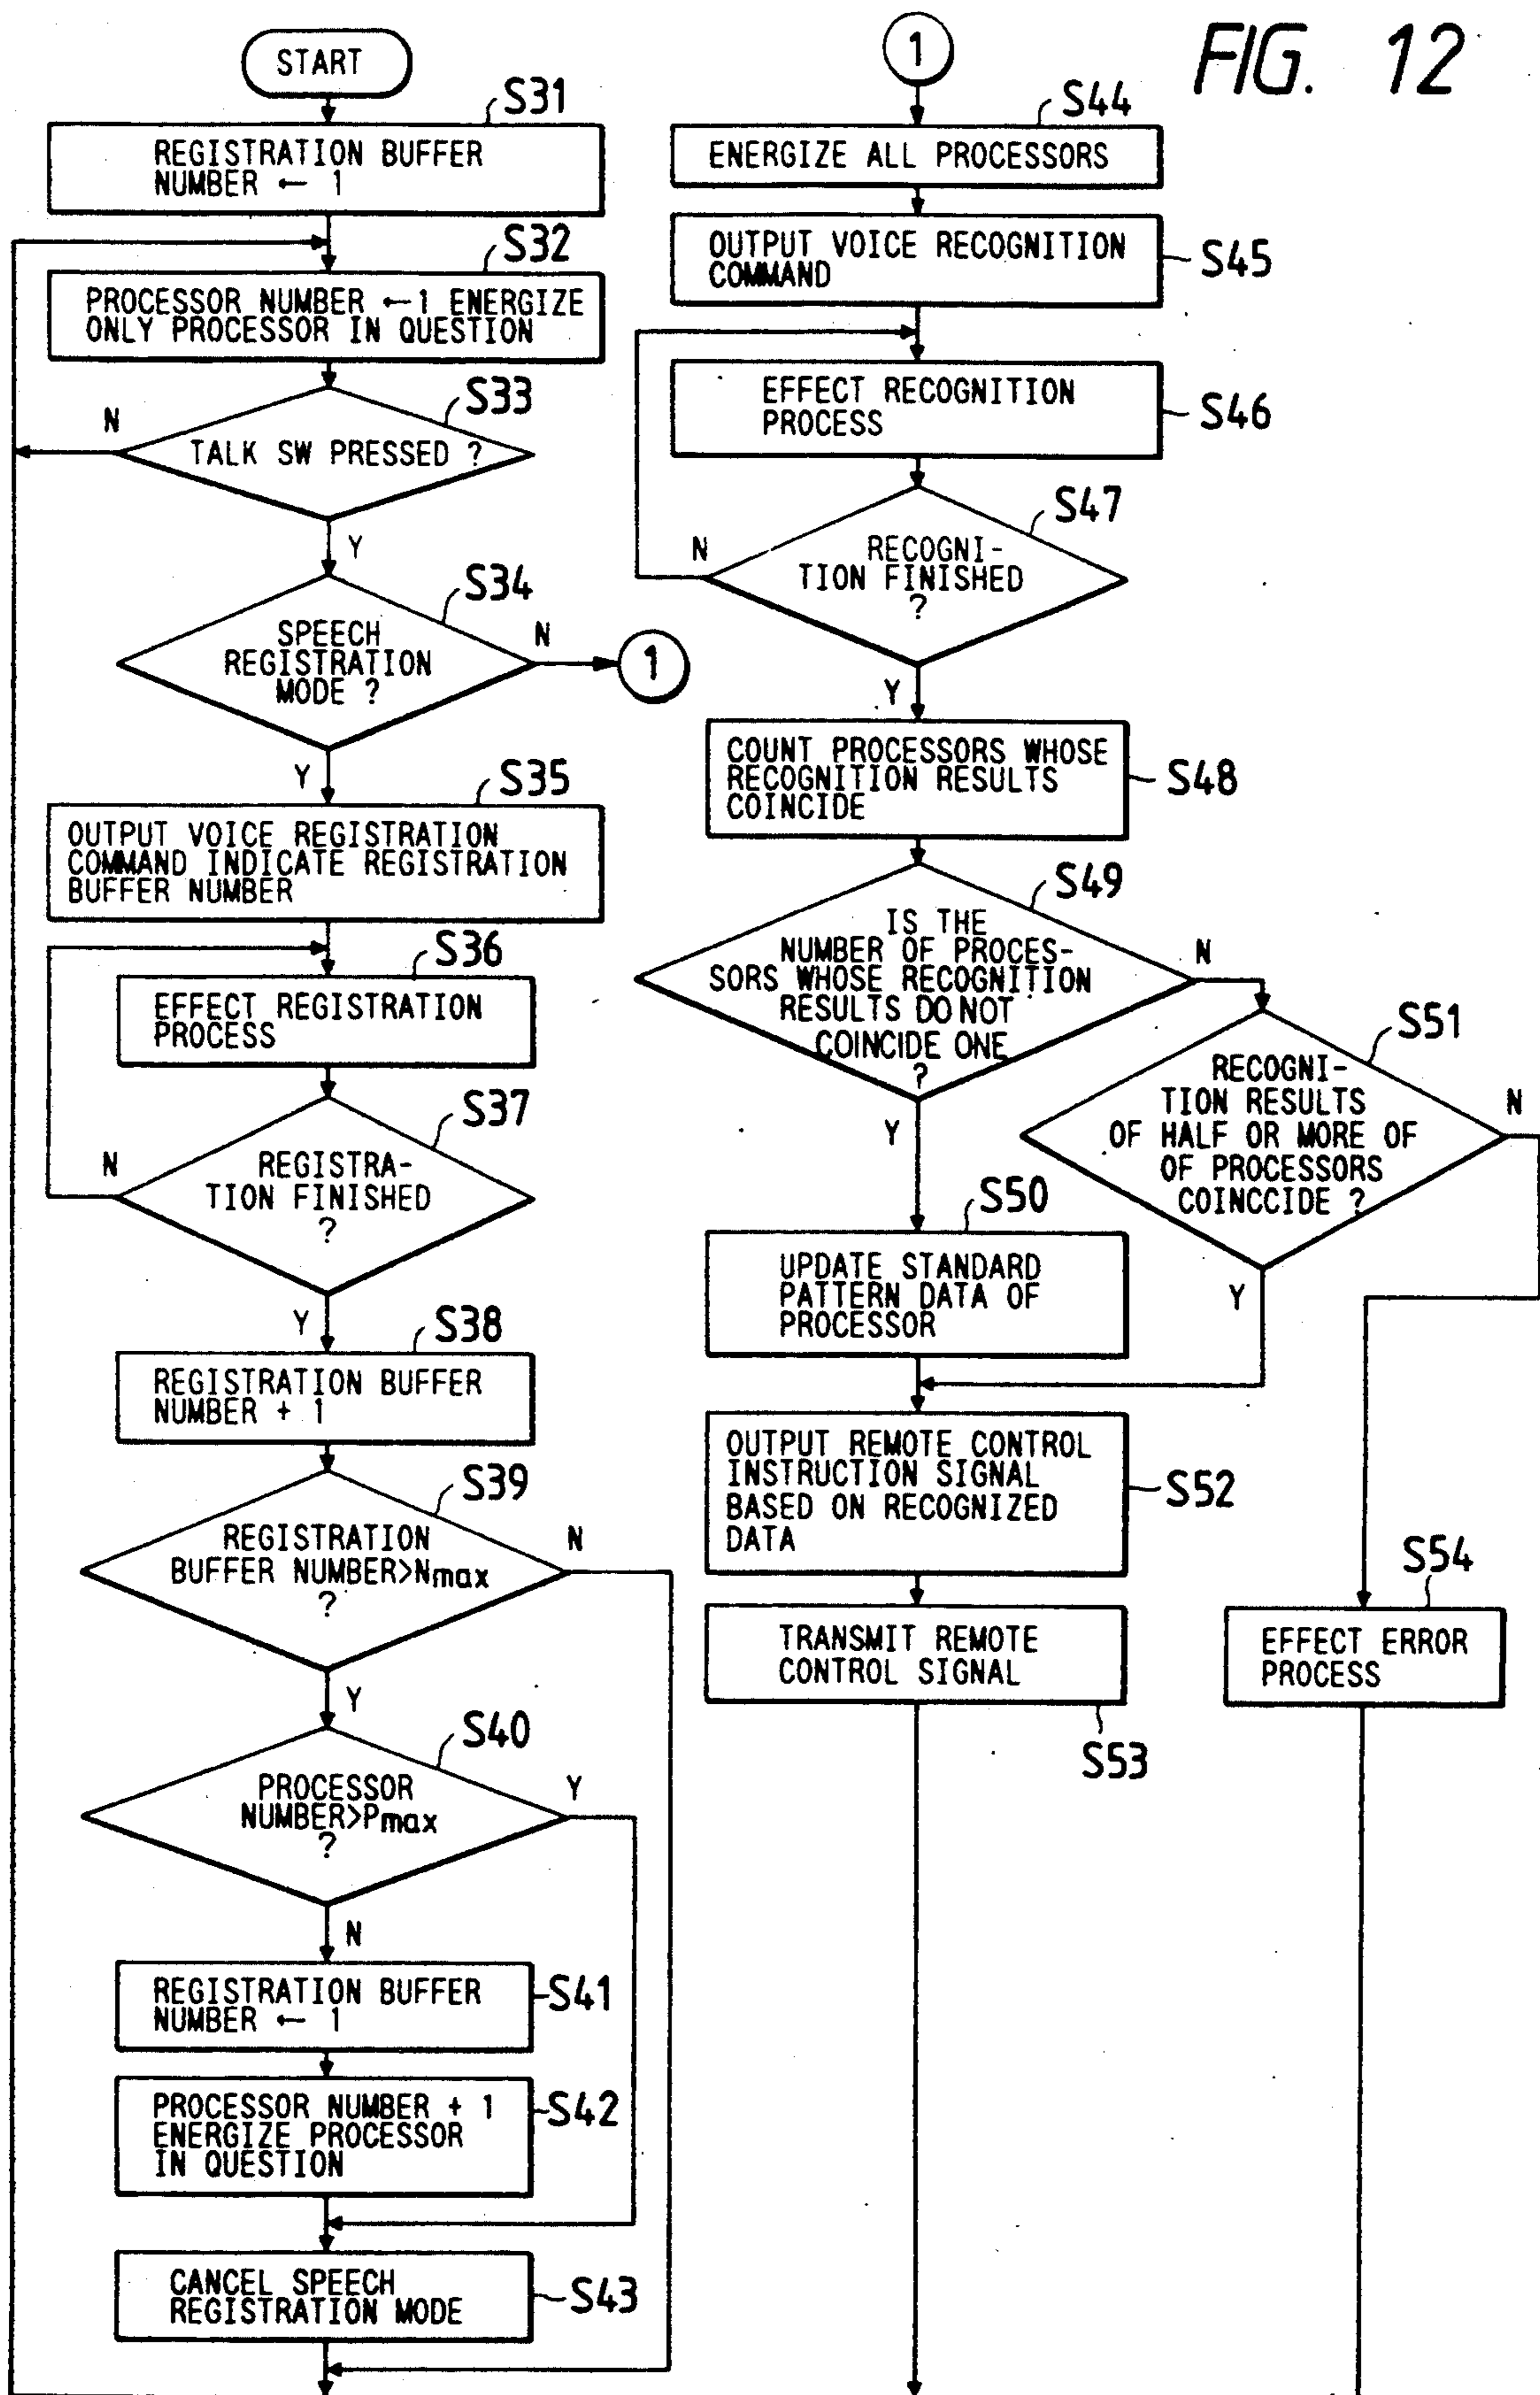 FIG. 12
START
S31
REGISTRATION BUFFER
NUMBER ← 1
S32
PROCESSOR NUMBER ←1 ENERGIZE
ONLY PROCESSOR IN QUESTION
S33
N
TALK SW PRESSED ?
Y
S34
SPEECH
REGISTRATION
MODE ?
N
1
Y
S35
OUTPUT VOICE REGISTRATION
COMMAND INDICATE REGISTRATION
BUFFER NUMBER
S36
EFFECT REGISTRATION
PROCESS
S37
N
REGISTRA-
TION FINISHED
?
Y
S38
REGISTRATION BUFFER
NUMBER + 1
S39
REGISTRATION
BUFFER NUMBER>Nmax
?
N
Y
S40
PROCESSOR
NUMBER>Pmax
?
Y
N
REGISTRATION BUFFER
NUMBER ← 1
S41
PROCESSOR NUMBER + 1
ENERGIZE PROCESSOR
IN QUESTION
S42
CANCEL SPEECH
REGISTRATION MODE
S43
1
S44
ENERGIZE ALL PROCESSORS
OUTPUT VOICE RECOGNITION
COMMAND
S45
EFFECT RECOGNITION
PROCESS
S46
S47
N
RECOGNI-
TION FINISHED
?
Y
COUNT PROCESSORS WHOSE
RECOGNITION RESULTS
COINCIDE
S48
S49
IS THE
NUMBER OF PROCES-
SORS WHOSE RECOGNITION
RESULTS DO NOT
COINCIDE ONE
?
N
Y
S51
RECOGNI-
TION RESULTS
OF HALF OR MORE OF
OF PROCESSORS
COINCCIDE ?
N
Y
S50
UPDATE STANDARD
PATTERN DATA OF
PROCESSOR
OUTPUT REMOTE CONTROL
INSTRUCTION SIGNAL
BASED ON RECOGNIZED
DATA
S52
TRANSMIT REMOTE
CONTROL SIGNAL
S53
S54
EFFECT ERROR
PROCESS